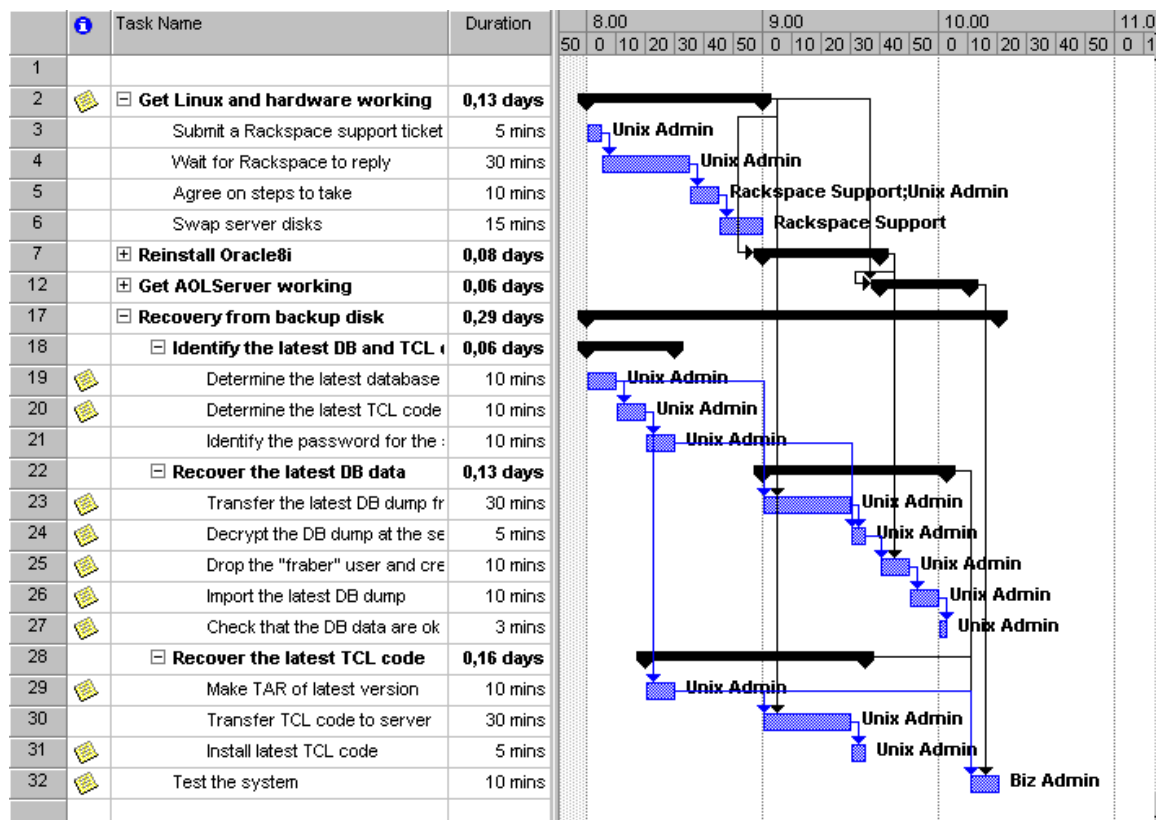 Task Name Duration 8.00 9.00 10.00 11.0
50 0 10 20 30 40 50 0 10 20 30 40 50 0 10 20 30 40 50 0 1
1
2 Get Linux and hardware working 0,13 days
3 Submit a Rackspace support ticket 5 mins Unix Admin
4 Wait for Rackspace to reply 30 mins Unix Admin
5 Agree on steps to take 10 mins Rackspace Support;Unix Admin
6 Swap server disks 15 mins Rackspace Support
7 Reinstall Oracle8i 0,08 days
12 Get AOLServer working 0,06 days
17 Recovery from backup disk 0,29 days
18 Identify the latest DB and TCL 0,06 days
19 Determine the latest database 10 mins Unix Admin
20 Determine the latest TCL code 10 mins Unix Admin
21 Identify the password for the 10 mins Unix Admin
22 Recover the latest DB data 0,13 days
23 Transfer the latest DB dump fr 30 mins Unix Admin
24 Decrypt the DB dump at the se 5 mins Unix Admin
25 Drop the "fraber" user and cre 10 mins Unix Admin
26 Import the latest DB dump 10 mins Unix Admin
27 Check that the DB data are ok 3 mins Unix Admin
28 Recover the latest TCL code 0,16 days
29 Make TAR of latest version 10 mins Unix Admin
30 Transfer TCL code to server 30 mins Unix Admin
31 Install latest TCL code 5 mins Unix Admin
32 Test the system 10 mins Biz Admin